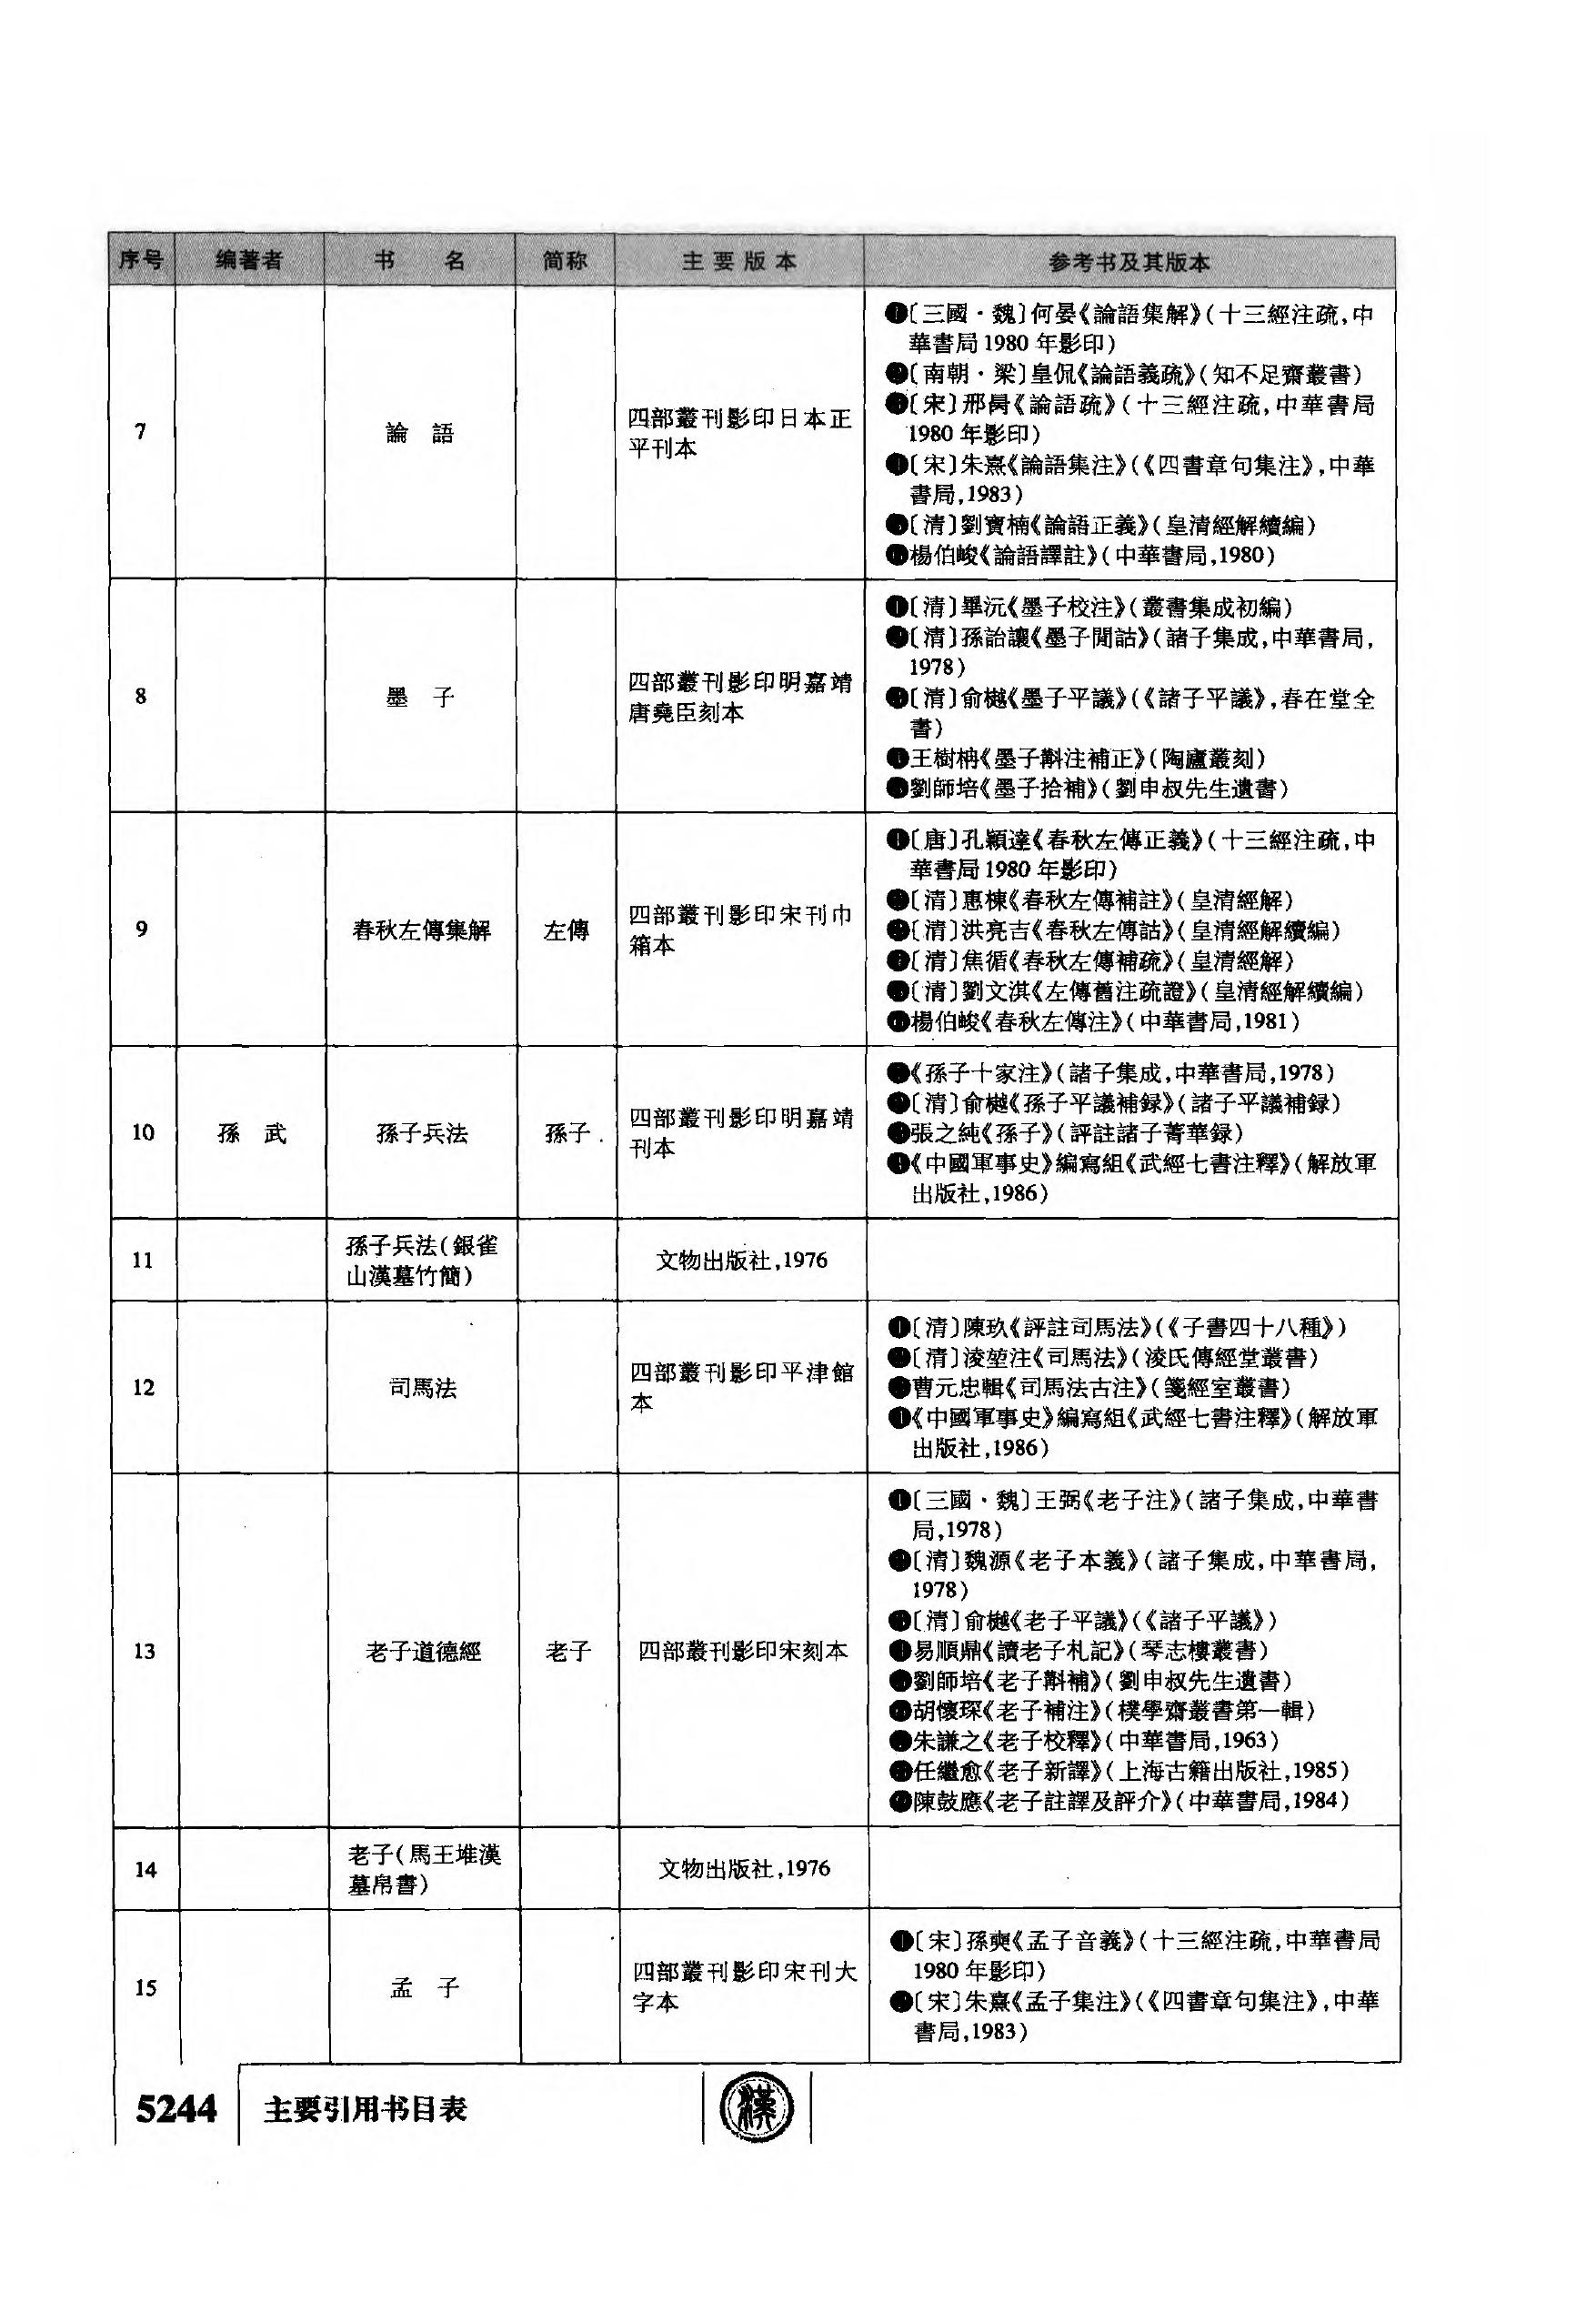 序号 编著者 书 名 简称 主要版本 参考书及其版本
7 論 語 四部叢刊影印日本正
平刊本
❶〔三國·魏〕何晏《論語集解》(十三經注疏,中
華書局1980年影印)
❷〔南朝·梁〕皇侃《論語義疏》(知不足齋叢書)
❸〔宋〕邢昺《論語疏》(十三經注疏,中華書局
1980年影印)
❹〔宋〕朱熹《論語集注》(《四書章句集注》,中華
書局,1983)
❺〔清〕劉寶楠《論語正義》(皇清經解續編)
❻楊伯峻《論語譯註》(中華書局,1980)
8 墨 子 四部叢刊影印明嘉靖
唐堯臣刻本
❶〔清〕畢沅《墨子校注》(叢書集成初編)
❷〔清〕孫詒讓《墨子閒詁》(諸子集成,中華書局,
1978)
❸〔清〕俞樾《墨子平議》(《諸子平議》,春在堂全
書)
❹王樹枏《墨子斠注補正》(陶廬叢刻)
❺劉師培《墨子拾補》(劉申叔先生遺書)
9 春秋左傳集解 左傳 四部叢刊影印宋刊巾
箱本
❶〔唐〕孔穎達《春秋左傳正義》(十三經注疏,中
華書局1980年影印)
❷〔清〕惠棟《春秋左傳補註》(皇清經解)
❸〔清〕洪亮吉《春秋左傳詁》(皇清經解續編)
❹〔清〕焦循《春秋左傳補疏》(皇清經解)
❺〔清〕劉文淇《左傳舊注疏證》(皇清經解續編)
❻楊伯峻《春秋左傳注》(中華書局,1981)
10 孫 武 孫子兵法 孫子 四部叢刊影印明嘉靖
刊本
❶《孫子十家注》(諸子集成,中華書局,1978)
❷〔清〕俞樾《孫子平議補録》(諸子平議補録)
❸張之純《孫子》(評註諸子菁華録)
❹《中國軍事史》編寫組《武經七書注釋》(解放軍
出版社,1986)
11 孫子兵法(銀雀
山漢墓竹簡)
文物出版社,1976
12 司馬法 四部叢刊影印平津館
本
❶〔清〕陳玖《評註司馬法》(《子書四十八種》)
❷〔清〕淩堃注《司馬法》(淩氏傳經堂叢書)
❸曹元忠輯《司馬法古注》(箋經室叢書)
❹《中國軍事史》編寫組《武經七書注釋》(解放軍
出版社,1986)
13 老子道德經 老子 四部叢刊影印宋刻本
❶〔三國·魏〕王弼《老子注》(諸子集成,中華書
局,1978)
❷〔清〕魏源《老子本義》(諸子集成,中華書局,
1978)
❸〔清〕俞樾《老子平議》(《諸子平議》)
❹易順鼎《讀老子札記》(琴志樓叢書)
❺劉師培《老子斠補》(劉申叔先生遺書)
❻胡懷琛《老子補注》(樸學齋叢書第一輯)
❼朱謙之《老子校釋》(中華書局,1963)
❽任繼愈《老子新譯》(上海古籍出版社,1985)
❾陳鼓應《老子註譯及評介》(中華書局,1984)
14 老子(馬王堆漢
墓帛書)
文物出版社,1976
15 孟 子 四部叢刊影印宋刊大
字本
❶〔宋〕孫奭《孟子音義》(十三經注疏,中華書局
1980年影印)
❷〔宋〕朱熹《孟子集注》(《四書章句集注》,中華
書局,1983)
5244 主要引用书目表 漢